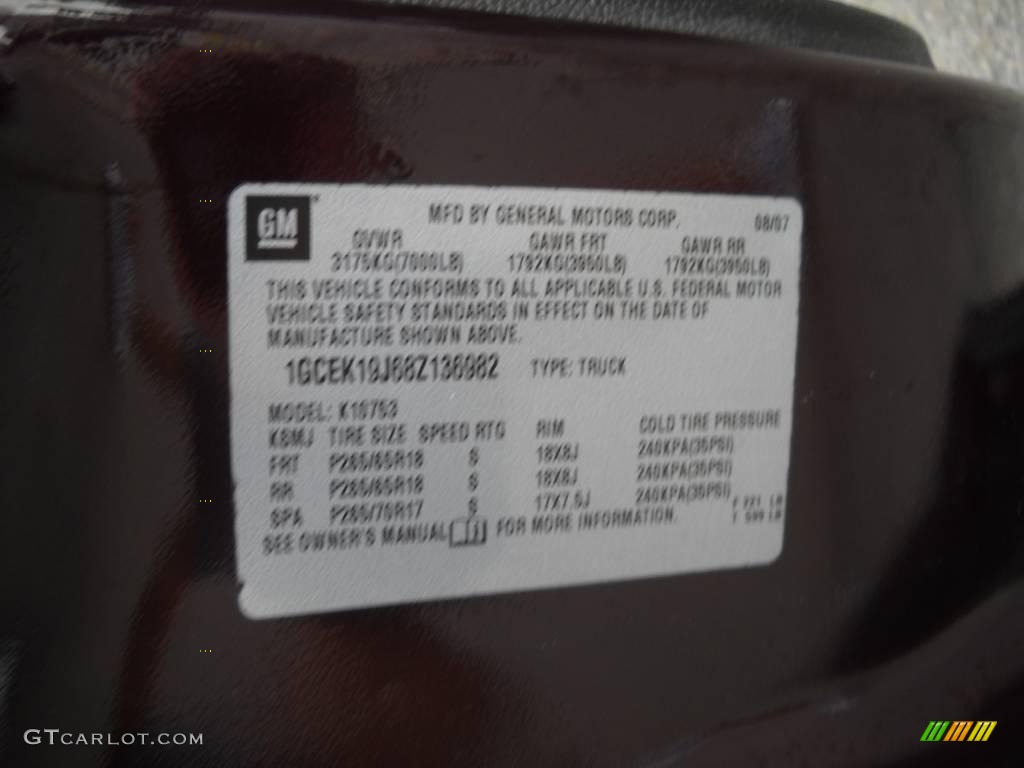 GM
MFD BY GENERAL MOTORS CORP. 08/07
GVWR GAWR FRT GAWR RR
3175KG(7000LB) 1792KG(3950LB) 1792KG(3950LB)
THIS VEHICLE CONFORMS TO ALL APPLICABLE U.S. FEDERAL MOTOR
VEHICLE SAFETY STANDARDS IN EFFECT ON THE DATE OF
MANUFACTURE SHOWN ABOVE.
TYPE: TRUCK
MODEL: K10753
TIRE SIZE SPEED RTG RIM COLD TIRE PRESSURE
FRT P265/65R18 S 18X8J 240KPA(35PSI)
RR P265/65R18 S 18X8J 240KPA(35PSI)
SPA P265/70R17 S 17X7.5J 240KPA(35PSI)
SEE OWNER'S MANUAL FOR MORE INFORMATION.
GTCARLOT.COM